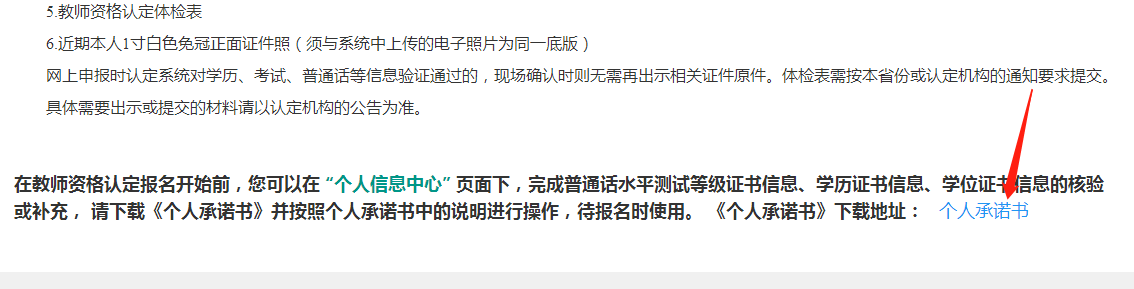 5.教师资格认定体检表
6.近期本人1寸白色免冠正面证件照（须与系统中上传的电子照片为同一底版）
网上申报时认定系统对学历、考试、普通话等信息验证通过的，现场确认时则无需再出示相关证件原件。体检表需按本省份或认定机构的通知要求提交。
具体需要出示或提交的材料请以认定机构的公告为准。
在教师资格认定报名开始前，您可以在 “个人信息中心” 页面下，完成普通话水平测试等级证书信息、学历证书信息、学位证书信息的核验
或补充， 请下载《个人承诺书》并按照个人承诺书中的说明进行操作，待报名时使用。 《个人承诺书》下载地址： 个人承诺书